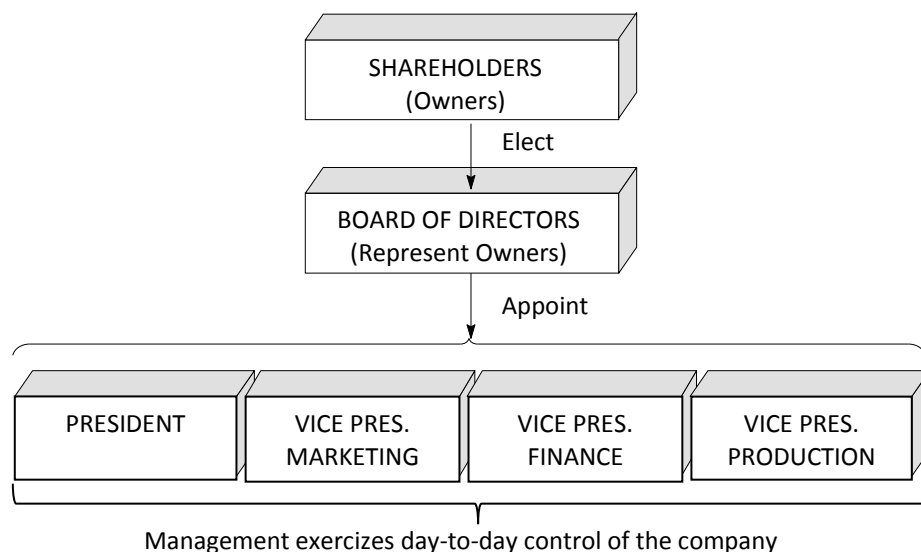 SHAREHOLDERS
(Owners)
Elect
BOARD OF DIRECTORS
(Represent Owners)
Appoint
PRESIDENT
VICE PRES.
MARKETING
VICE PRES.
FINANCE
VICE PRES.
PRODUCTION
Management exercizes day-to-day control of the company